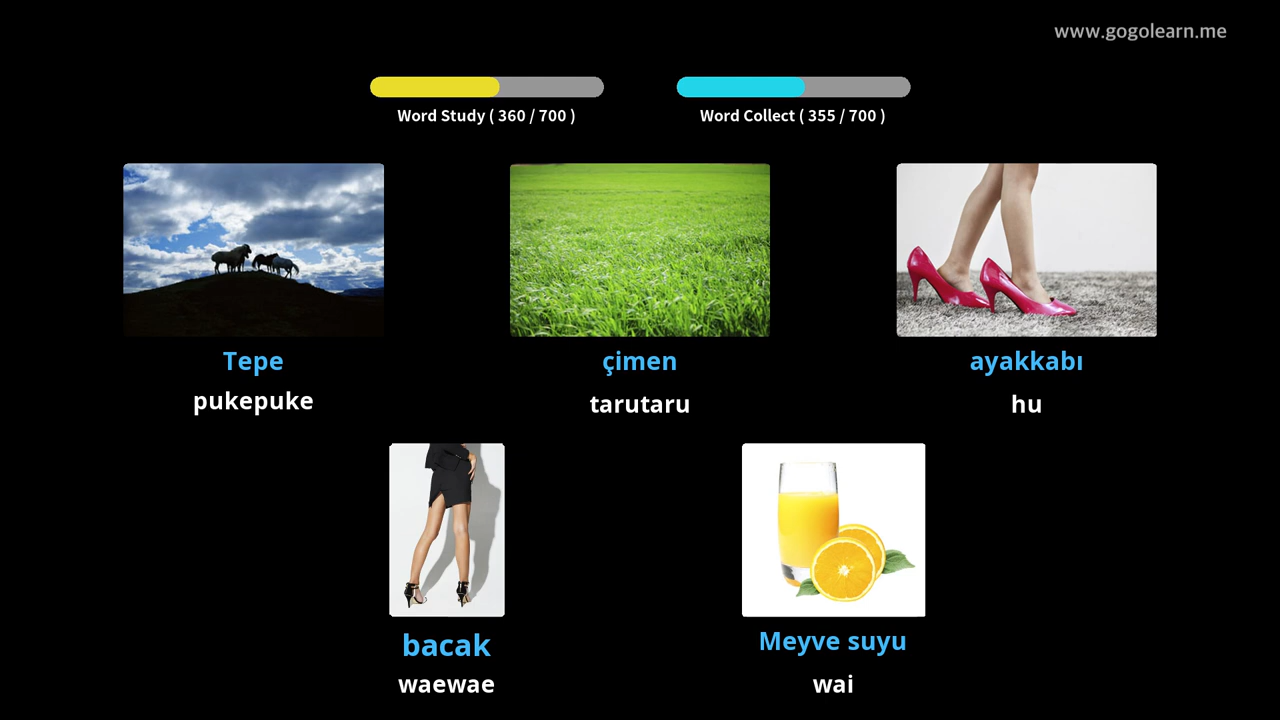 www.gogolearn.me
Word Study ( 360 / 700 )
Word Collect ( 355 / 700 )
Tepe
çimen
ayakkabı
pukepuke
tarutaru
hu
bacak
Meyve suyu
waewae
wai